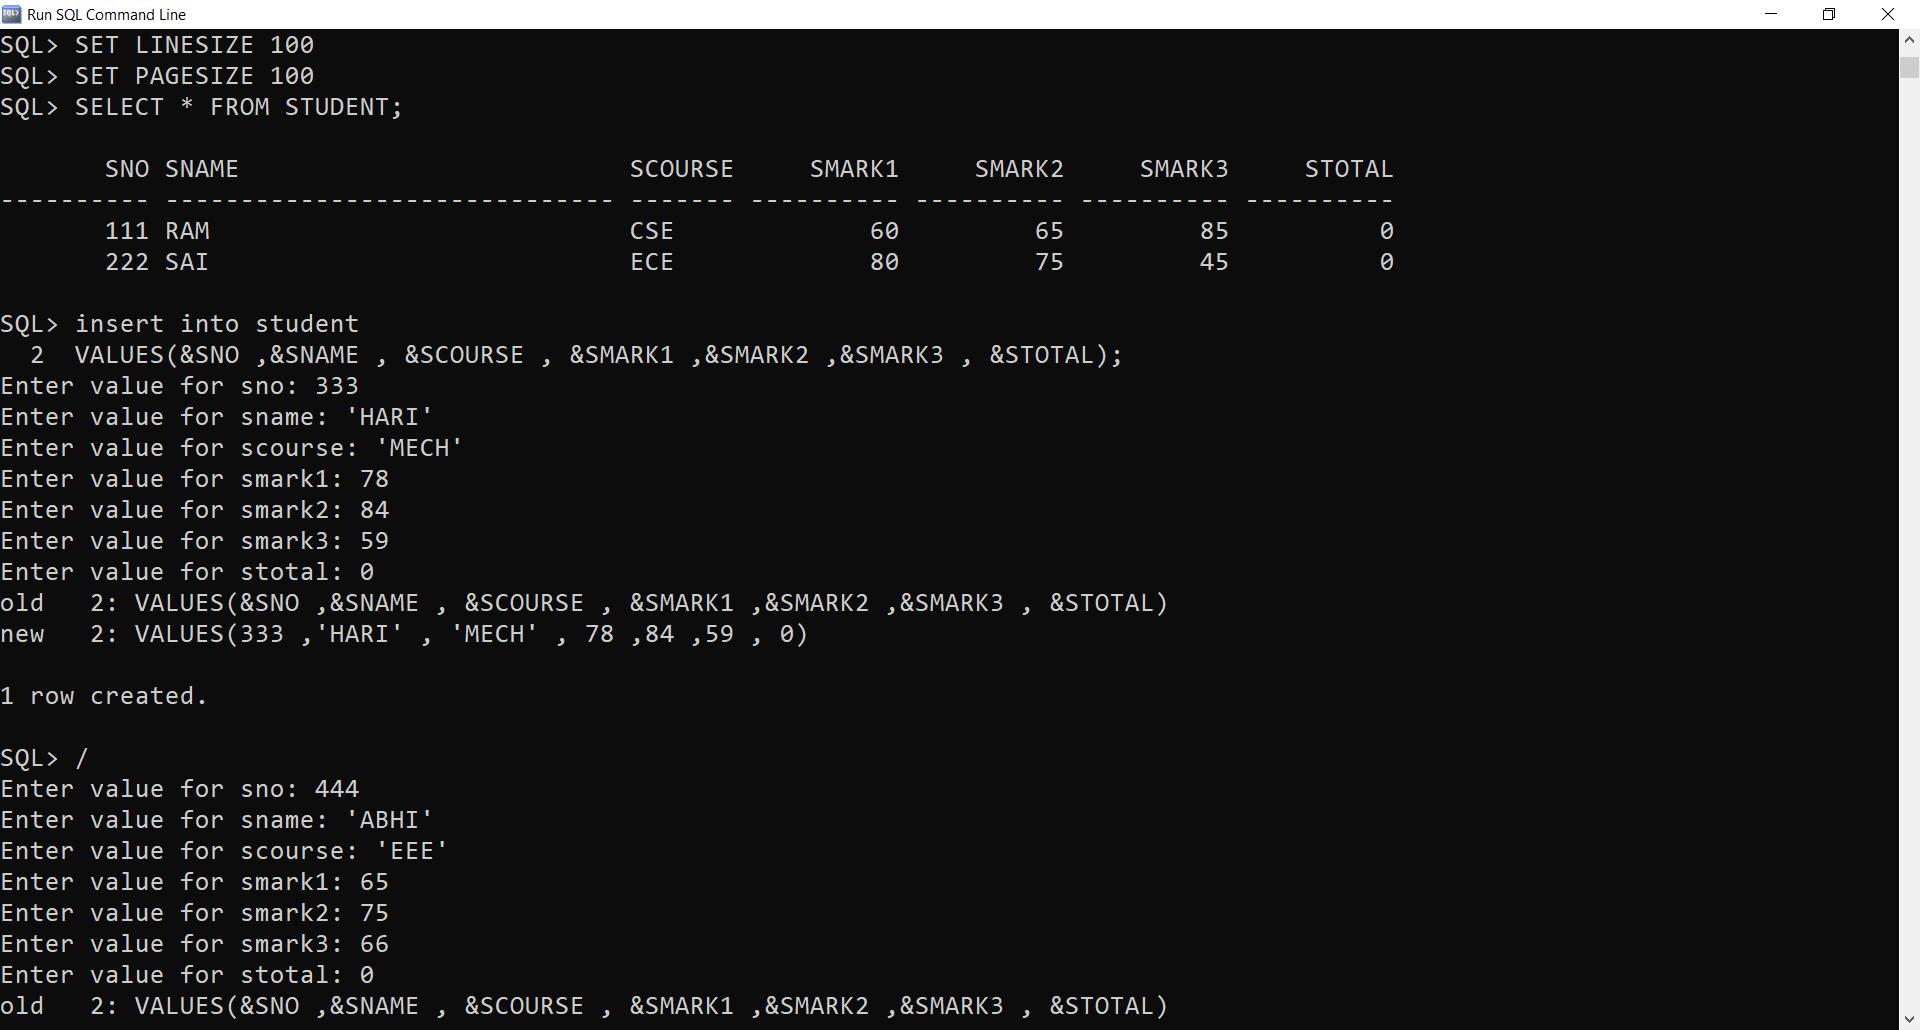 Run SQL Command Line
SQL> SET LINESIZE 100
SQL> SET PAGESIZE 100
SQL> SELECT * FROM STUDENT;
       SNO SNAME                          SCOURSE     SMARK1     SMARK2     SMARK3     STOTAL
---------- ------------------------------ ------- ---------- ---------- ---------- ----------
       111 RAM                            CSE             60         65         85          0
       222 SAI                            ECE             80         75         45          0
SQL> insert into student
  2  VALUES(&SNO ,&SNAME , &SCOURSE , &SMARK1 ,&SMARK2 ,&SMARK3 , &STOTAL);
Enter value for sno: 333
Enter value for sname: 'HARI'
Enter value for scourse: 'MECH'
Enter value for smark1: 78
Enter value for smark2: 84
Enter value for smark3: 59
Enter value for stotal: 0
old   2: VALUES(&SNO ,&SNAME , &SCOURSE , &SMARK1 ,&SMARK2 ,&SMARK3 , &STOTAL)
new   2: VALUES(333 ,'HARI' , 'MECH' , 78 ,84 ,59 , 0)
1 row created.
SQL> /
Enter value for sno: 444
Enter value for sname: 'ABHI'
Enter value for scourse: 'EEE'
Enter value for smark1: 65
Enter value for smark2: 75
Enter value for smark3: 66
Enter value for stotal: 0
old   2: VALUES(&SNO ,&SNAME , &SCOURSE , &SMARK1 ,&SMARK2 ,&SMARK3 , &STOTAL)